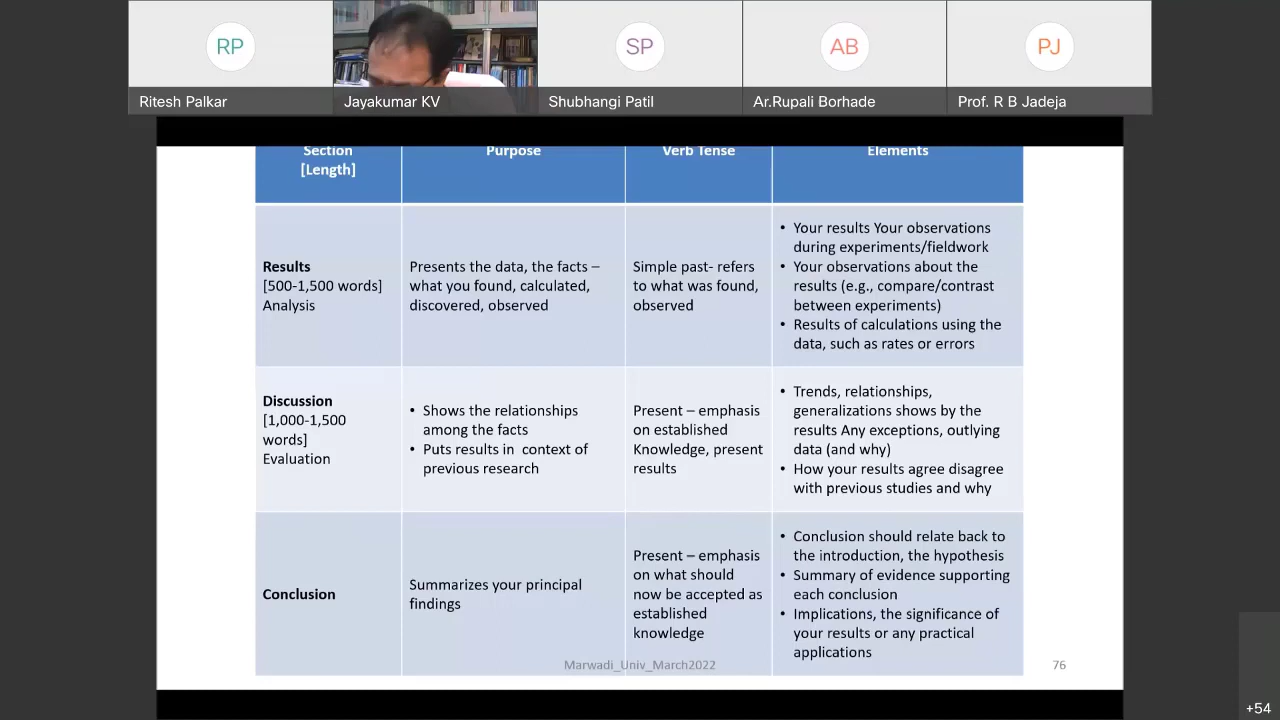 RP
SP
AB
PJ
Ritesh Palkar
Jayakumar KV
Shubhangi Patil
Ar.Rupali Borhade
Prof. R B Jadeja
Section
[Length]
Purpose
Verb Tense
Elements
Results
[500-1,500 words]
Analysis
Presents the data, the facts –
what you found, calculated,
discovered, observed
Simple past- refers
to what was found,
observed
• Your results Your observations
during experiments/fieldwork
• Your observations about the
results (e.g., compare/contrast
between experiments)
• Results of calculations using the
data, such as rates or errors
Discussion
[1,000-1,500
words]
Evaluation
• Shows the relationships
among the facts
• Puts results in context of
previous research
Present – emphasis
on established
Knowledge, present
results
• Trends, relationships,
generalizations shows by the
results Any exceptions, outlying
data (and why)
• How your results agree disagree
with previous studies and why
Conclusion
Summarizes your principal
findings
Present – emphasis
on what should
now be accepted as
established
knowledge
• Conclusion should relate back to
the introduction, the hypothesis
• Summary of evidence supporting
each conclusion
• Implications, the significance of
your results or any practical
applications
Marwadi_Univ_March2022
76
+54